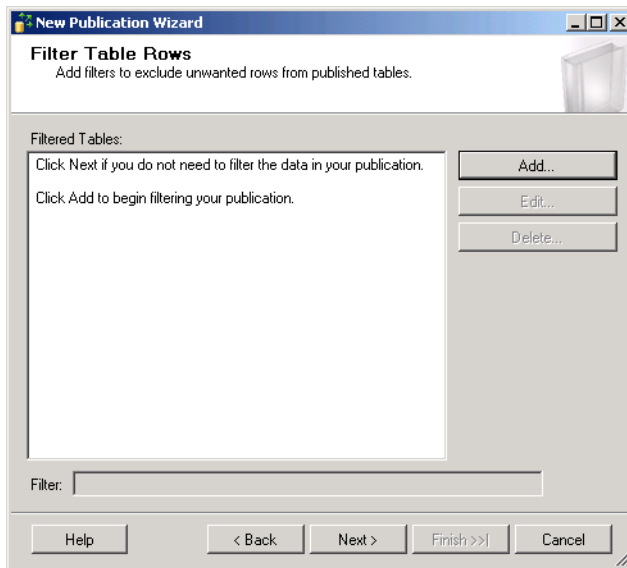 New Publication Wizard
Filter Table Rows
Add filters to exclude unwanted rows from published tables.
Filtered Tables:
Click Next if you do not need to filter the data in your publication.
Click Add to begin filtering your publication.
Add...
Edit...
Delete...
Filter:
Help
< Back
Next >
Finish >>|
Cancel